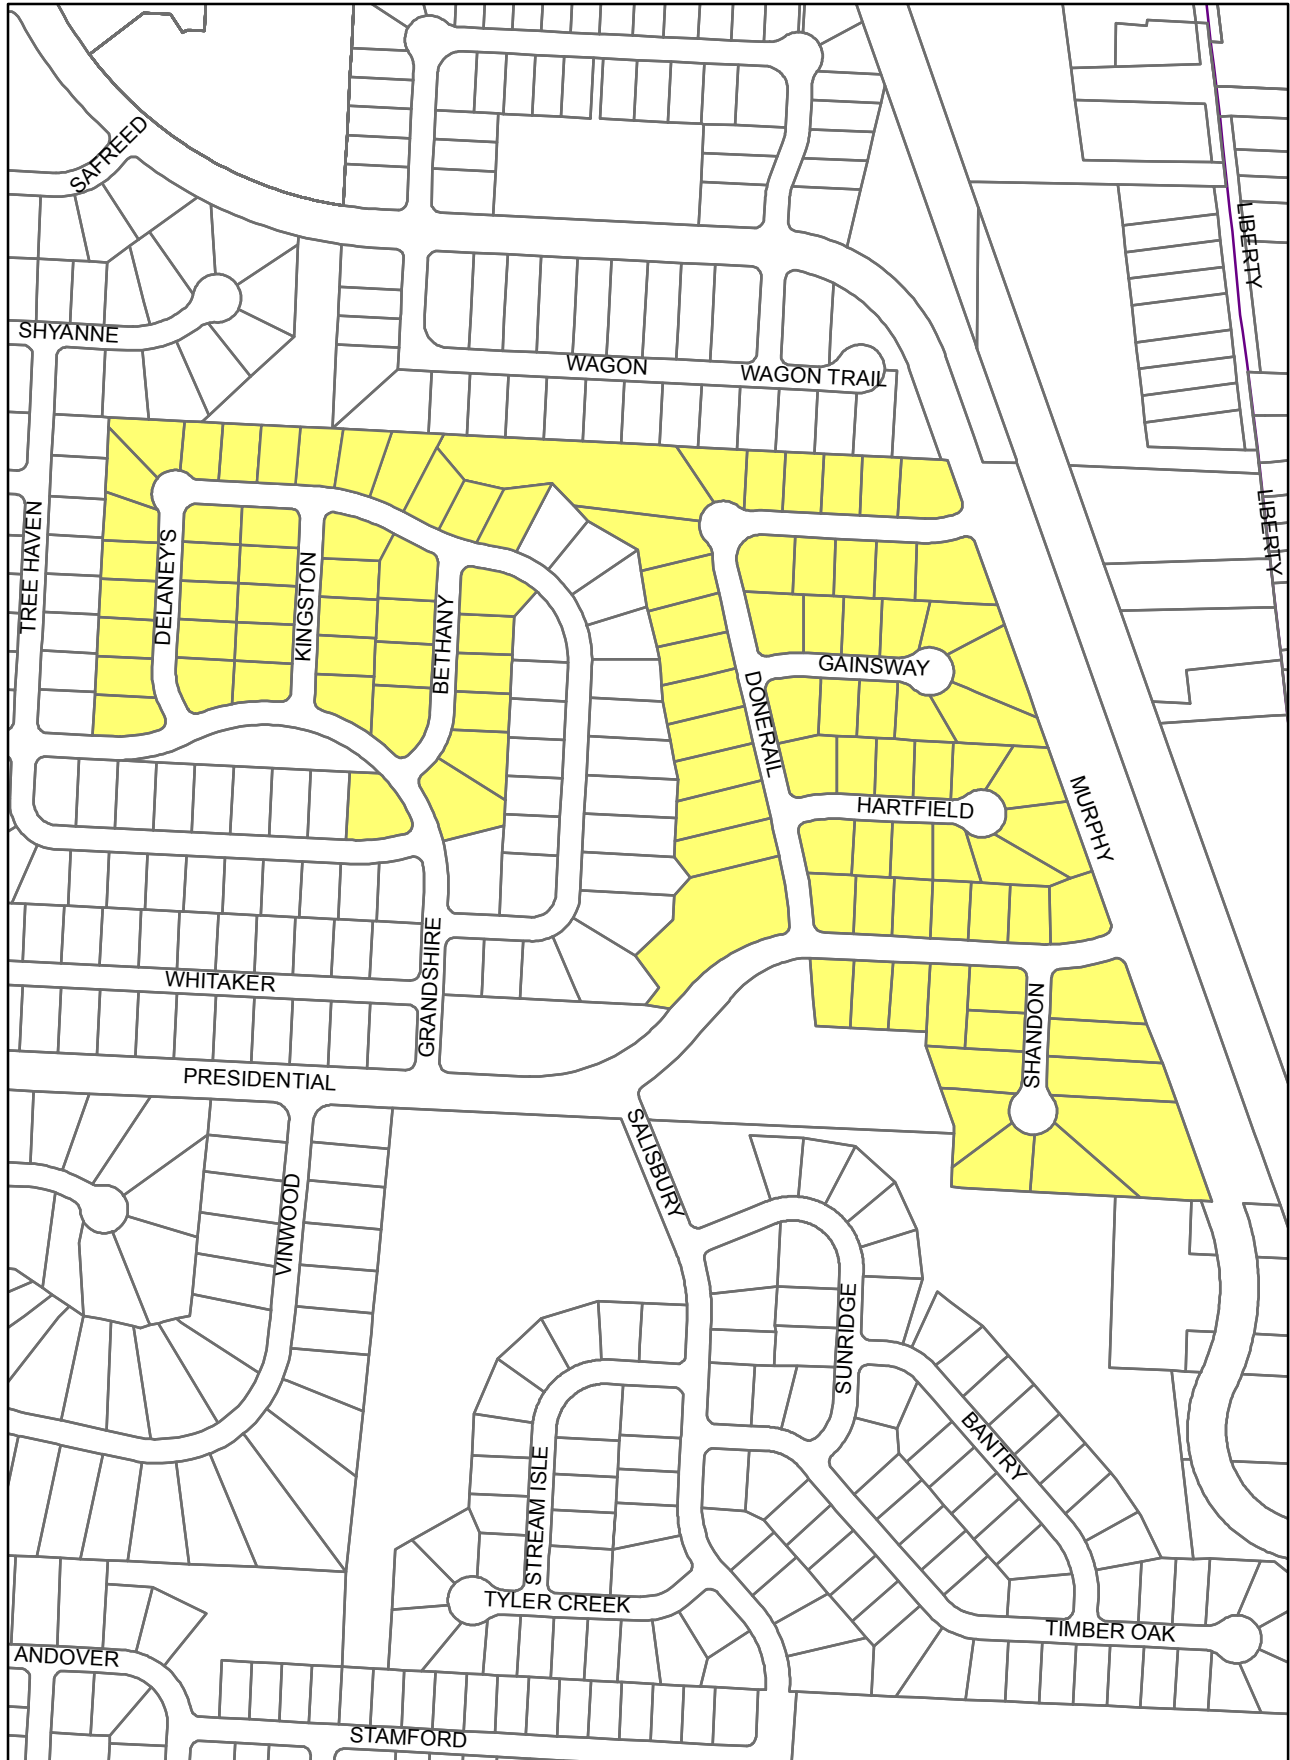 SAFREED
LIBERTY
SHYANNE
WAGON
WAGON TRAIL
LIBERTY
TREE HAVEN
DELANEY'S
KINGSTON
BETHANY
GAINSWAY
DONERAIL
HARTFIELD
MURPHY
GRANDSHIRE
WHITAKER
SHANDON
PRESIDENTIAL
SALISBURY
VINWOOD
SUNRIDGE
BANTRY
STREAM ISLE
TYLER CREEK
TIMBER OAK
ANDOVER
STAMFORD